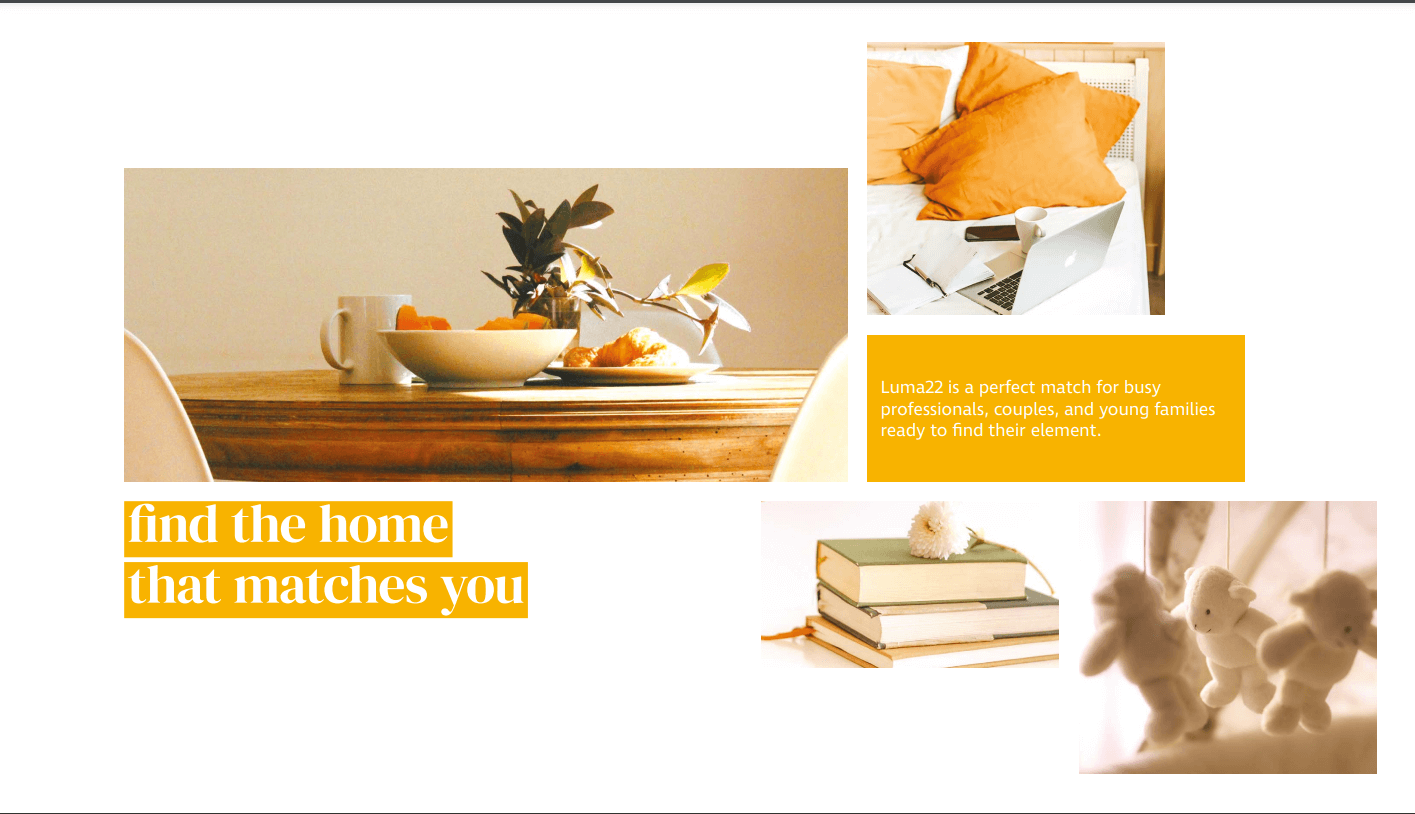 Luma22 is a perfect match for busy
professionals, couples, and young families
ready to find their element.
find the home
that matches you